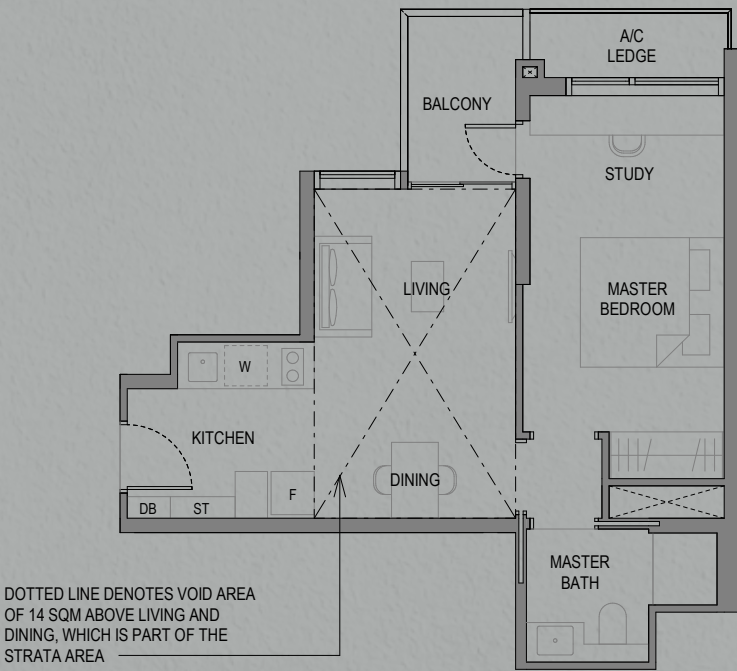 A/C
LEDGE
BALCONY
STUDY
LIVING
MASTER
BEDROOM
W
KITCHEN
DINING
F
DB
ST
MASTER
BATH
DOTTED LINE DENOTES VOID AREA
OF 14 SQM ABOVE LIVING AND
DINING, WHICH IS PART OF THE
STRATA AREA